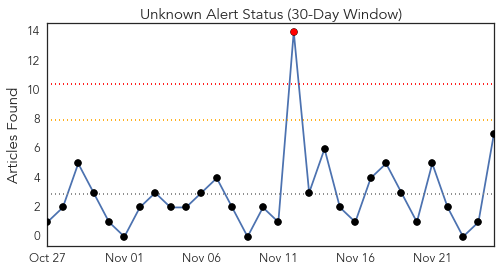 Unknown Alert Status (30-Day Window)
Articles Found
14
12
10
8
6
4
2
0
Oct 27 Nov 01 Nov 06 Nov 11 Nov 16 Nov 21